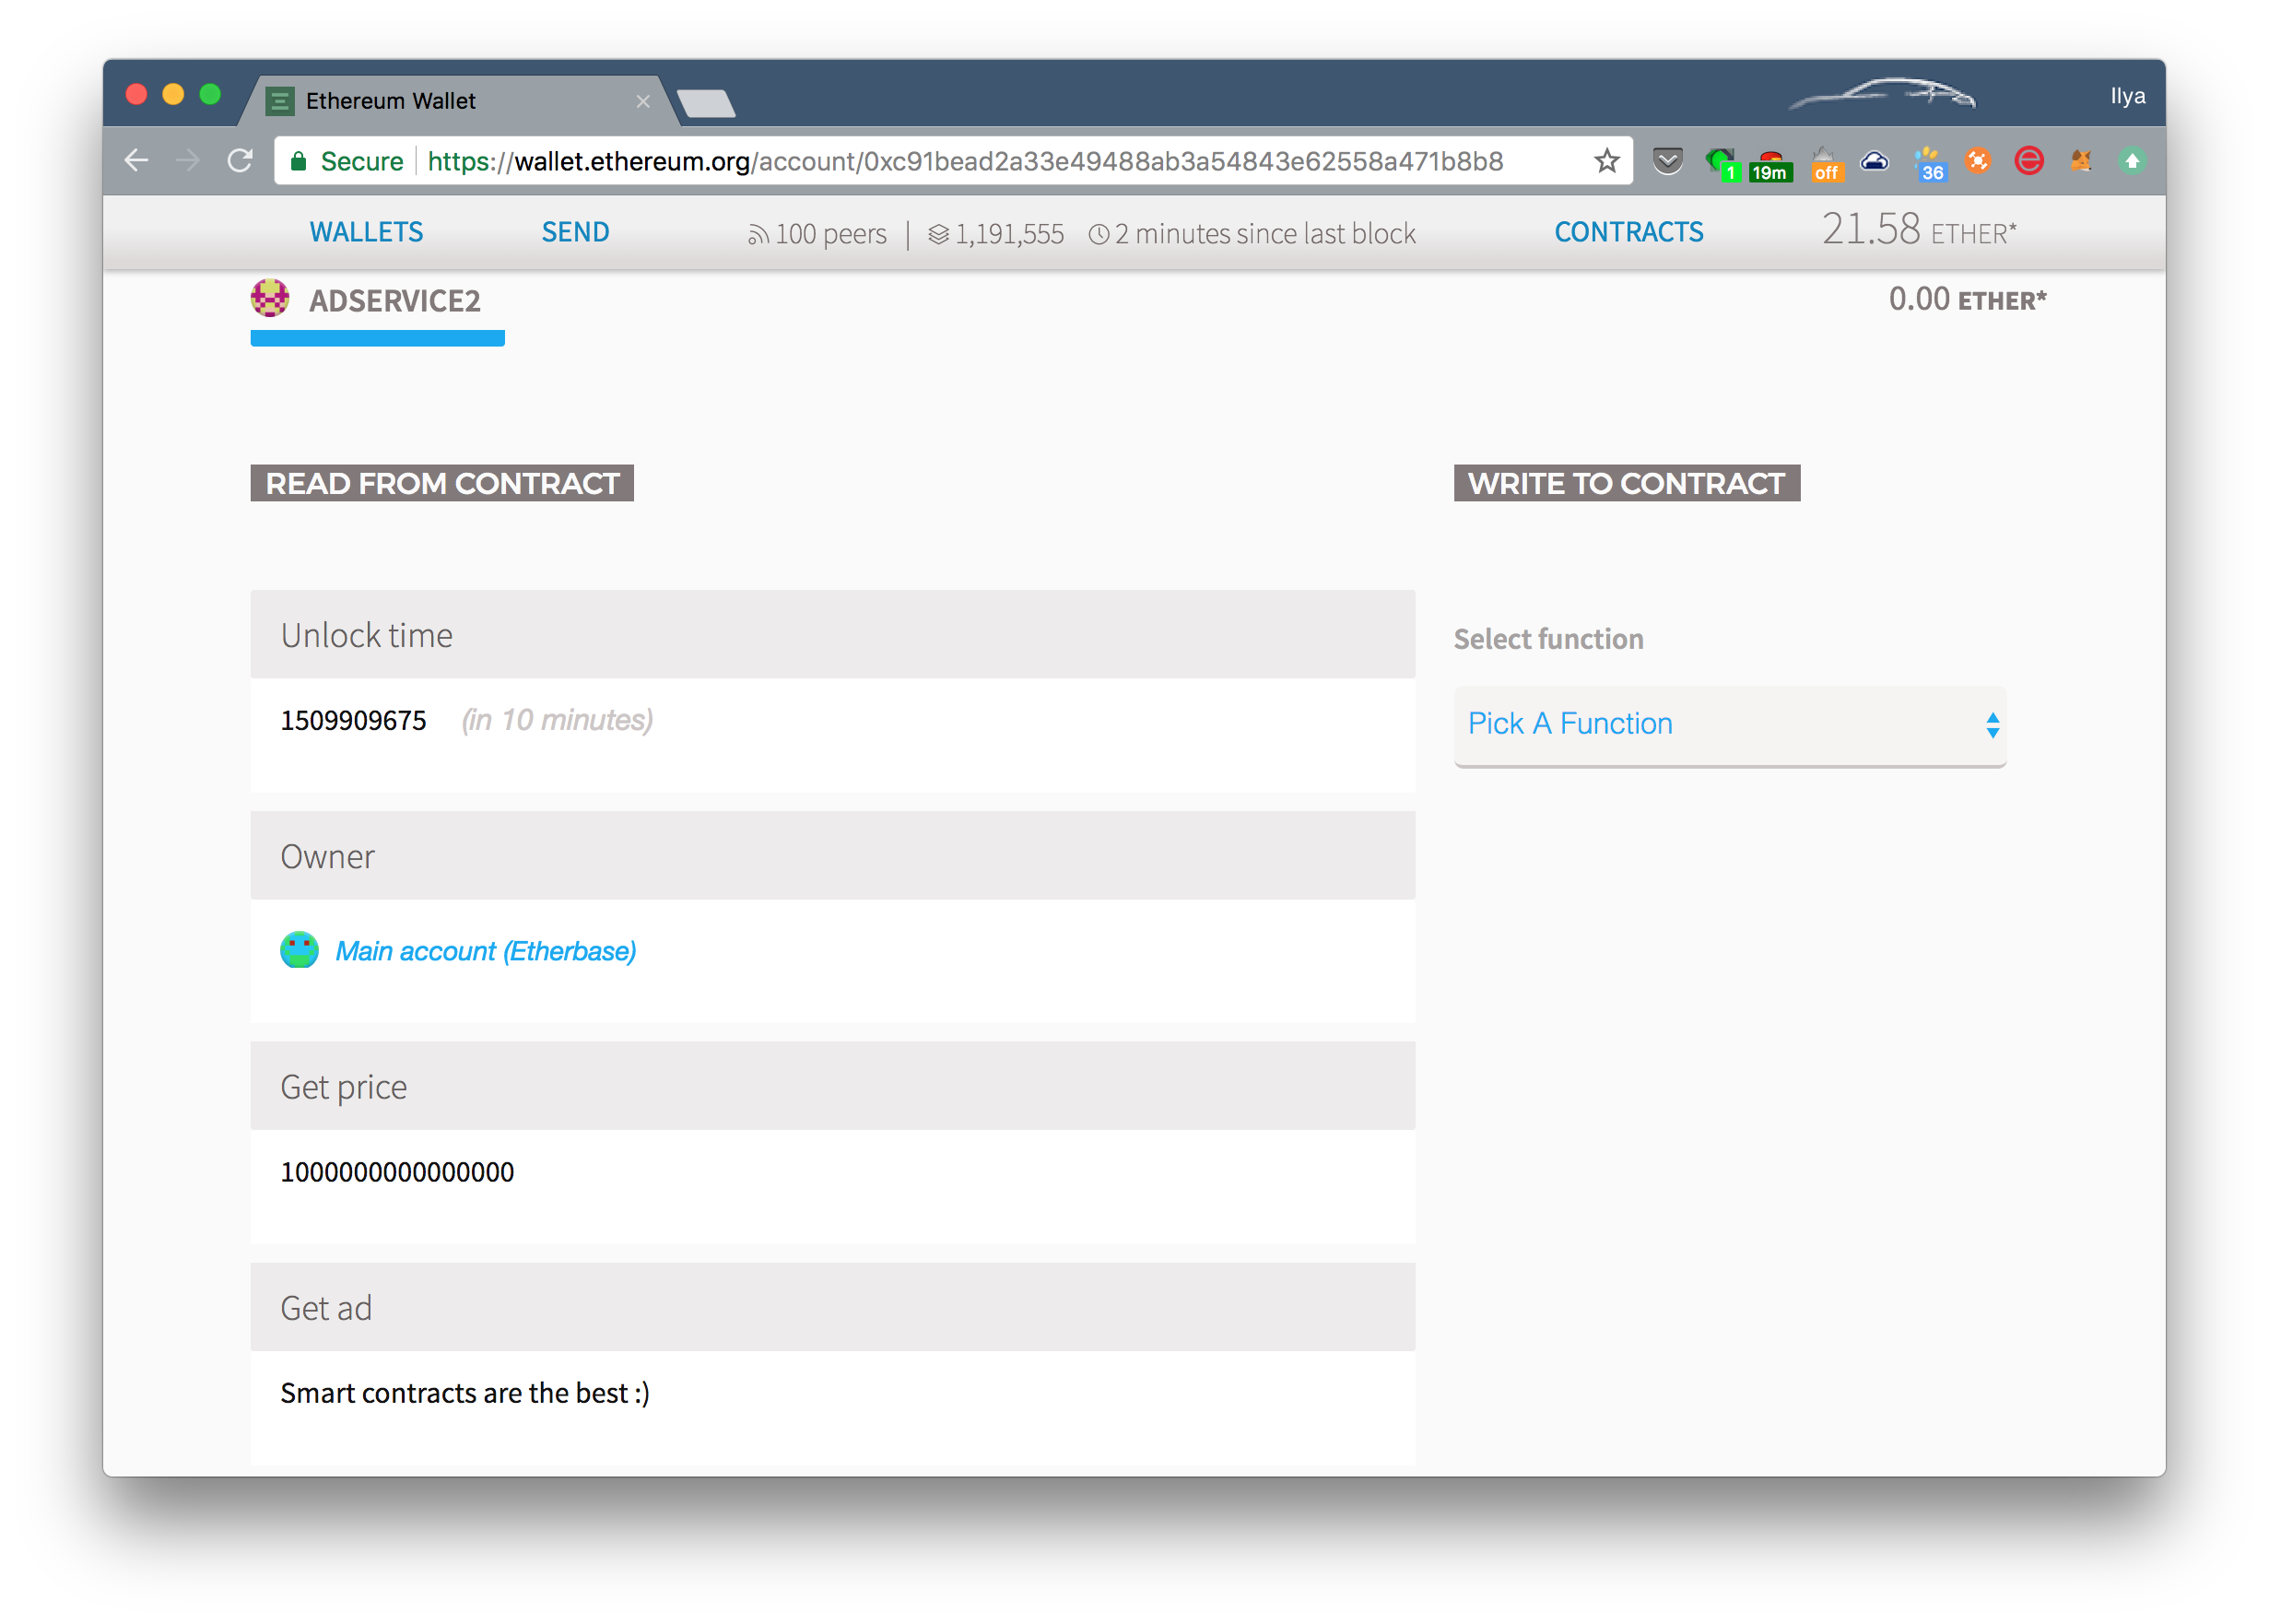 Ethereum Wallet
Ilya
Secure https://wallet.ethereum.org/account/0xc91bead2a33e49488ab3a54843e62558a471b8b8
1 19m off 36
WALLETS SEND 100 peers | 1,191,555 2 minutes since last block CONTRACTS 21.58 ETHER*
ADSERVICE2 0.00 ETHER*
READ FROM CONTRACT
WRITE TO CONTRACT
Unlock time
1509909675 (in 10 minutes)
Owner
Main account (Etherbase)
Get price
1000000000000000
Get ad
Smart contracts are the best :)
Select function
Pick A Function